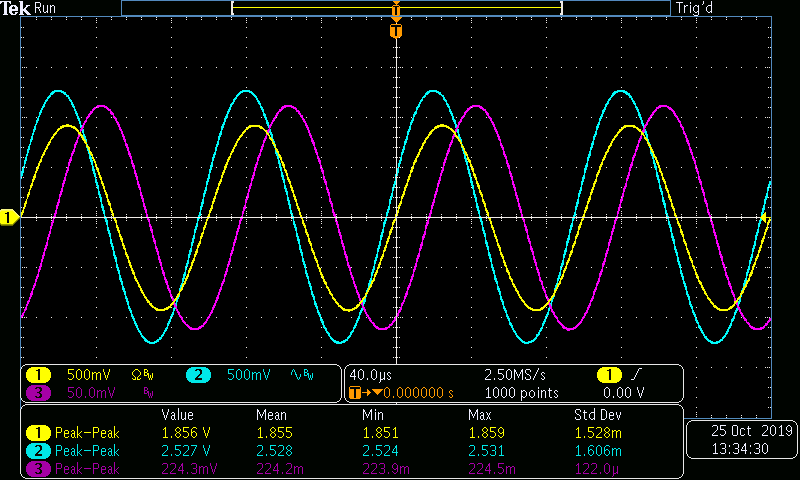 Tek Run Trig'd
T
T
1
1 500mV Ω BW 2 500mV BW
3 50.0mV BW
40.0µs 2.50MS/s 1
T→▼0.000000 s 1000 points 0.00 V
Value Mean Min Max Std Dev
1 Peak–Peak 1.856 V 1.855 1.851 1.859 1.528m
2 Peak–Peak 2.527 V 2.528 2.524 2.531 1.606m
3 Peak–Peak 224.3mV 224.2m 223.9m 224.5m 122.0µ
25 Oct 2019
13:34:30